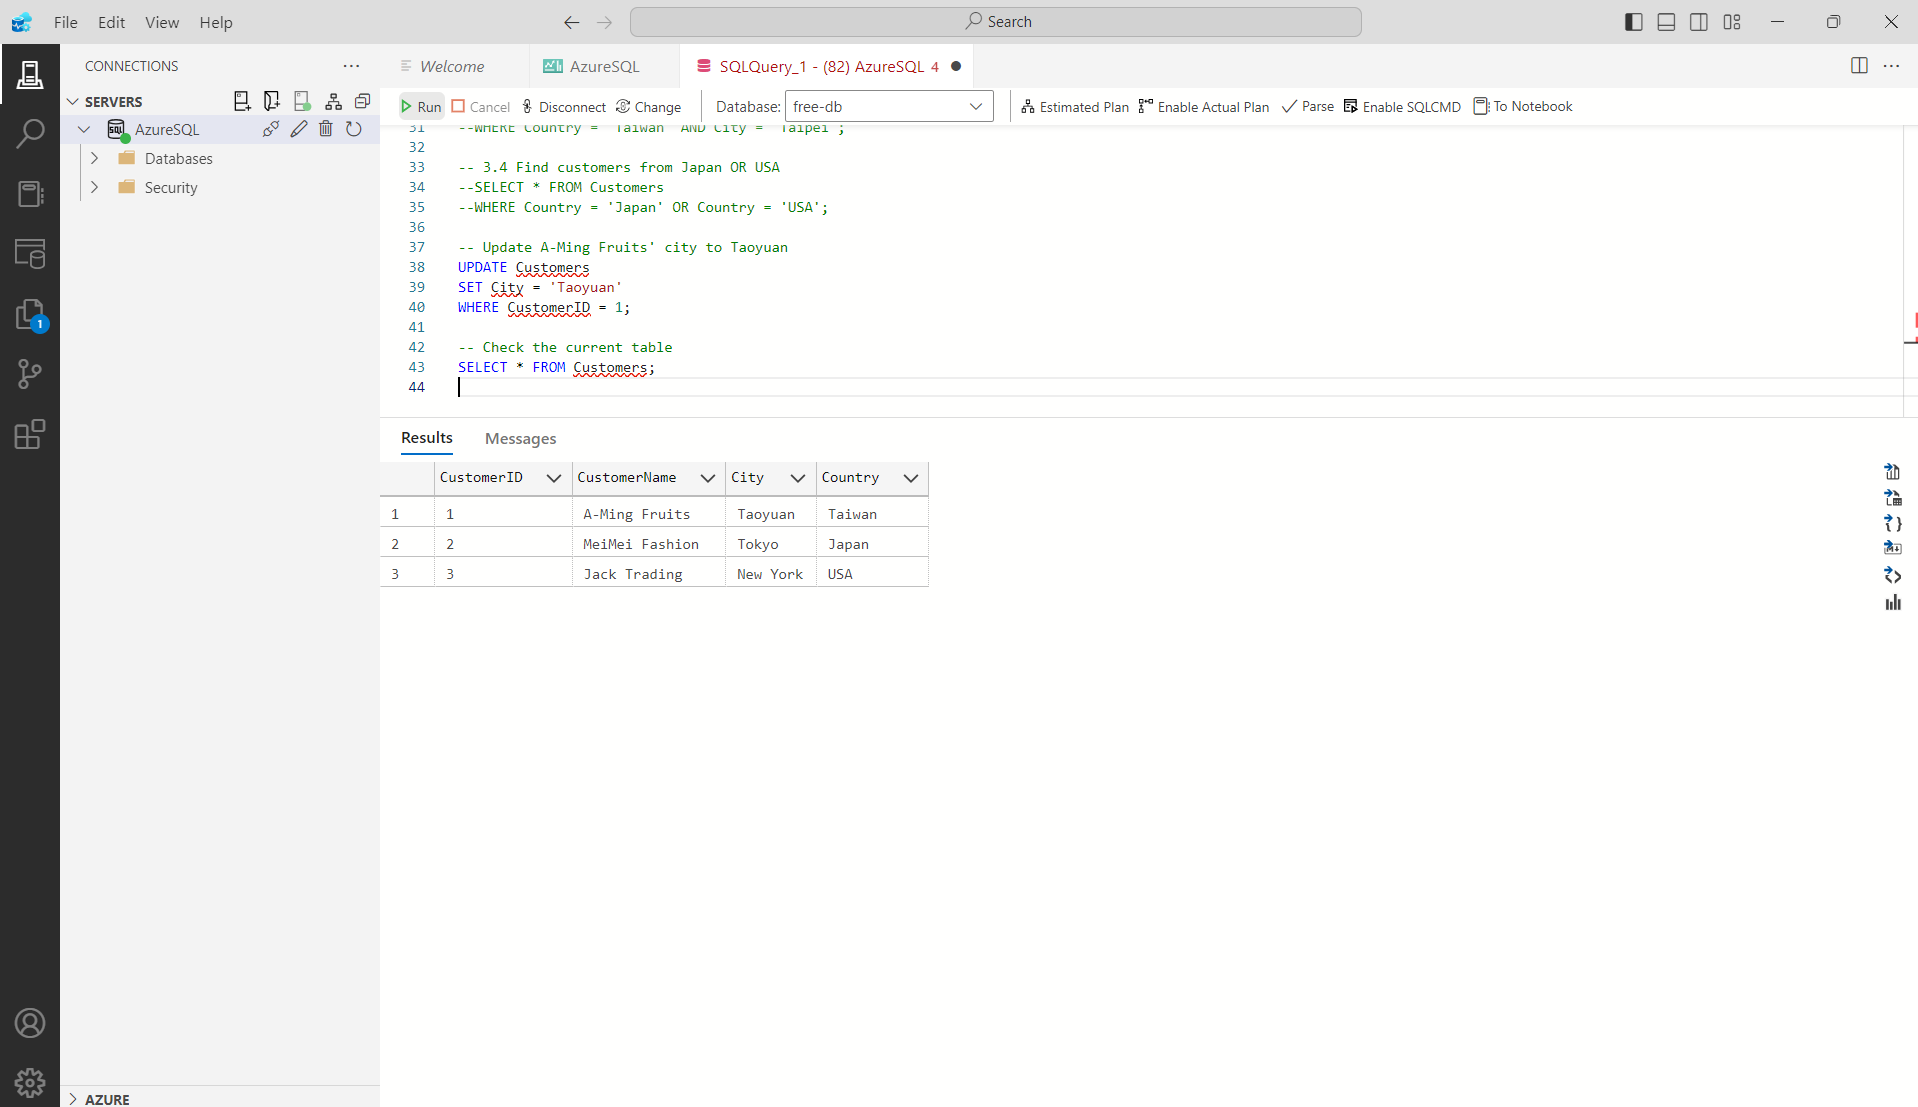 File Edit View Help
Search
CONNECTIONS
SERVERS
AzureSQL
Databases
Security
AZURE
1
Welcome
AzureSQL
SQLQuery_1 - (82) AzureSQL 4
Run Cancel Disconnect Change Database: free-db Estimated Plan Enable Actual Plan Parse Enable SQLCMD To Notebook
31 --WHERE Country = 'Taiwan' AND City = 'Taipei';
32
33 -- 3.4 Find customers from Japan OR USA
34 --SELECT * FROM Customers
35 --WHERE Country = 'Japan' OR Country = 'USA';
36
37 -- Update A-Ming Fruits' city to Taoyuan
38 UPDATE Customers
39 SET City = 'Taoyuan'
40 WHERE CustomerID = 1;
41
42 -- Check the current table
43 SELECT * FROM Customers;
44
Results Messages
CustomerID CustomerName City Country
1 1 A-Ming Fruits Taoyuan Taiwan
2 2 MeiMei Fashion Tokyo Japan
3 3 Jack Trading New York USA